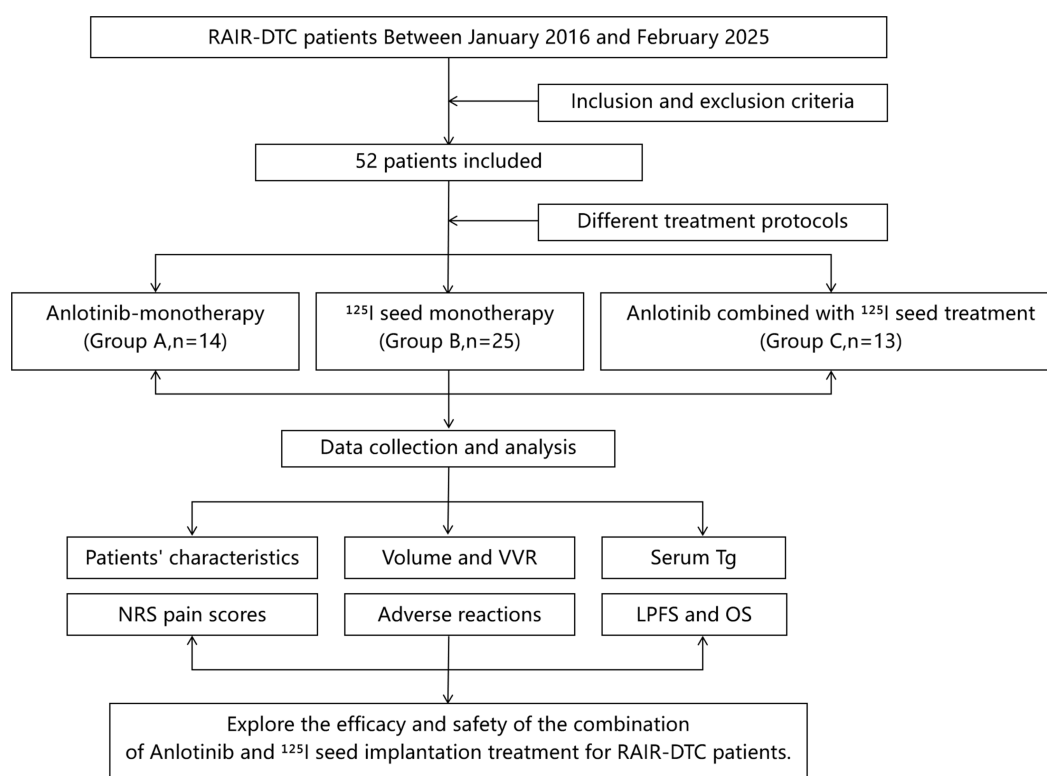 RAIR-DTC patients Between January 2016 and February 2025
Inclusion and exclusion criteria
52 patients included
Different treatment protocols
Anlotinib-monotherapy
(Group A,n=14)
¹²⁵I seed monotherapy
(Group B,n=25)
Anlotinib combined with ¹²⁵I seed treatment
(Group C,n=13)
Data collection and analysis
Patients' characteristics
Volume and VVR
Serum Tg
NRS pain scores
Adverse reactions
LPFS and OS
Explore the efficacy and safety of the combination
of Anlotinib and ¹²⁵I seed implantation treatment for RAIR-DTC patients.